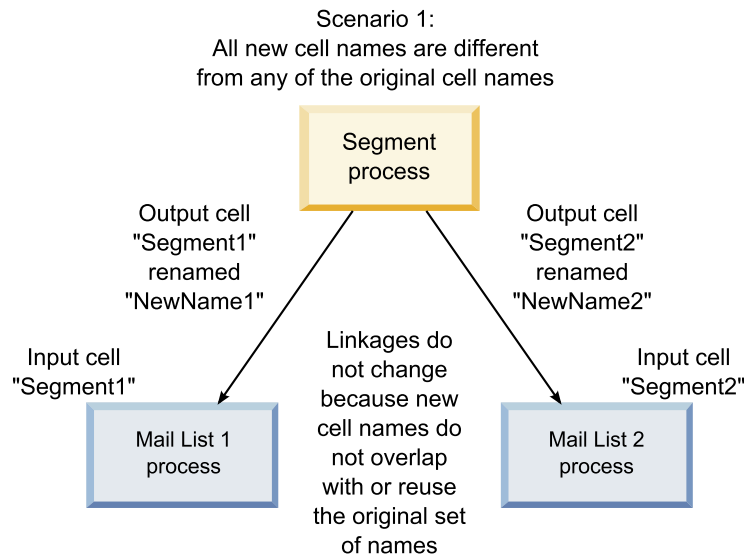 Scenario 1:
All new cell names are different
from any of the original cell names
Segment
process
Output cell
"Segment1"
renamed
"NewName1"
Output cell
"Segment2"
renamed
"NewName2"
Input cell
"Segment1"
Linkages do
not change
because new
cell names do
not overlap
with or reuse
the original set
of names
Input cell
"Segment2"
Mail List 1
process
Mail List 2
process